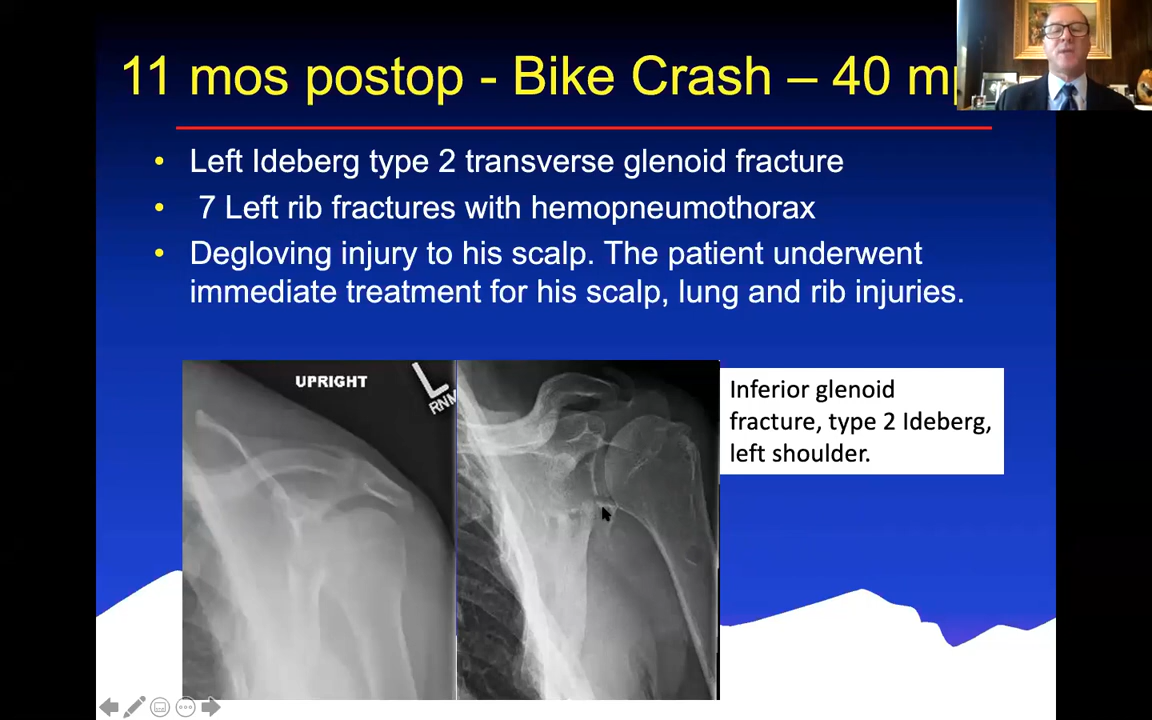 11 mos postop - Bike Crash – 40 m
• Left Ideberg type 2 transverse glenoid fracture
• 7 Left rib fractures with hemopneumothorax
• Degloving injury to his scalp. The patient underwent
immediate treatment for his scalp, lung and rib injuries.
UPRIGHT
L
RNM
Inferior glenoid
fracture, type 2 Ideberg,
left shoulder.